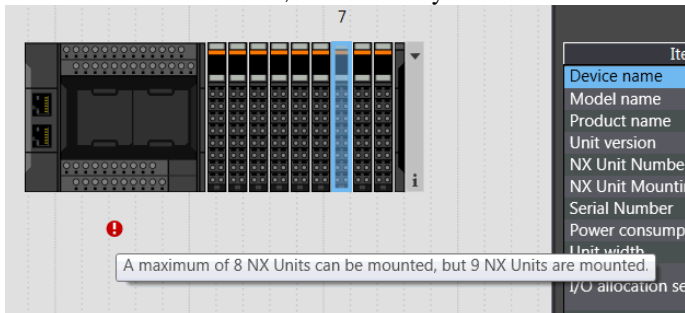 7
Ite
Device name
Model name
Product name
Unit version
NX Unit Numbe
NX Unit Mountin
Serial Number
Power consump
A maximum of 8 NX Units can be mounted, but 9 NX Units are mounted.
Unit width
I/O allocation se
i